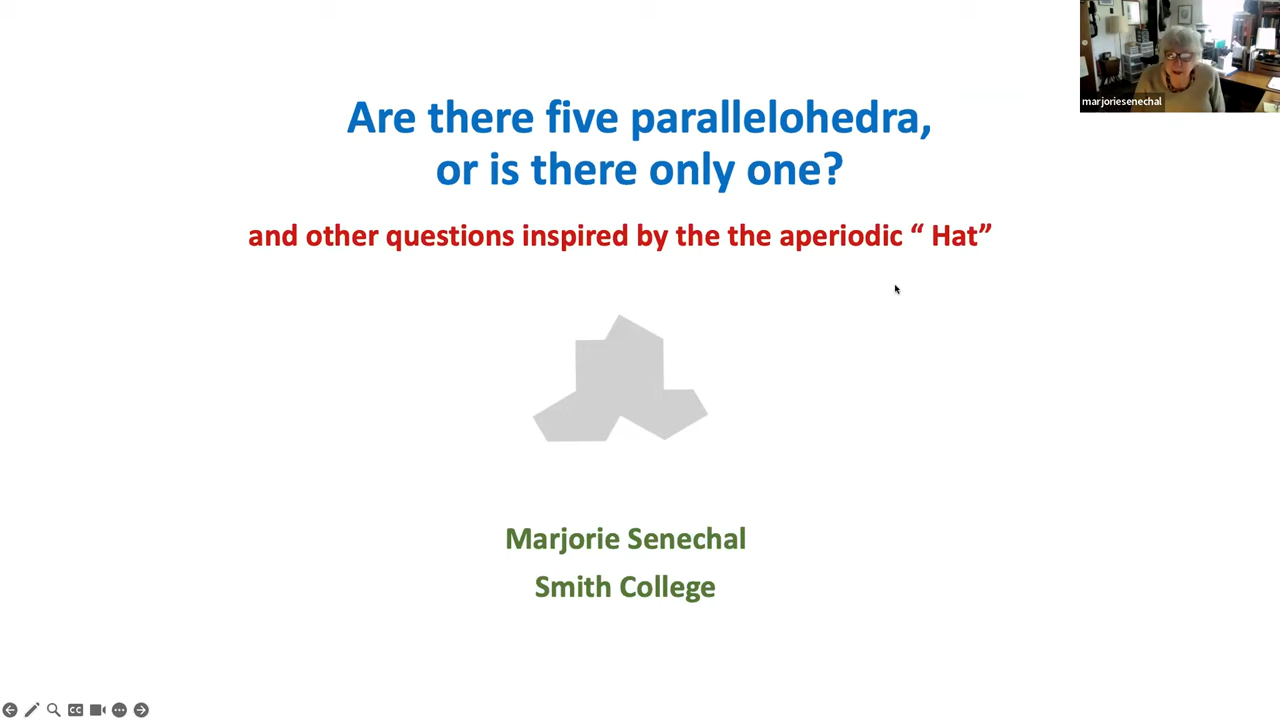 Are there five parallelohedra,
or is there only one?
and other questions inspired by the the aperiodic “ Hat”
marjoriesenechal
Marjorie Senechal
Smith College
CC